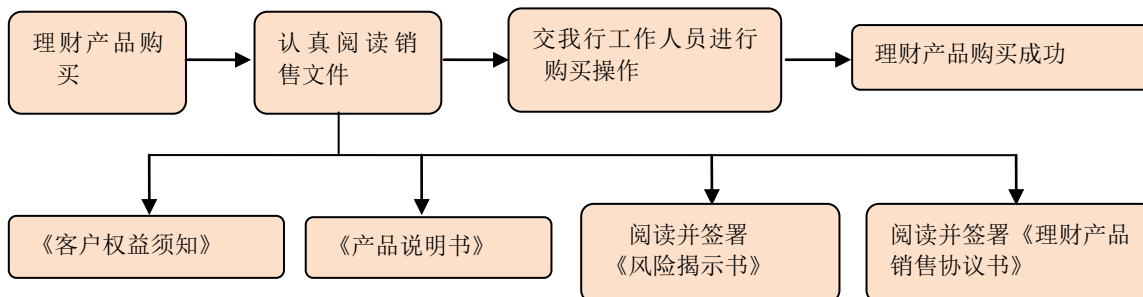 理财产品购
买
认真阅读销
售文件
交我行工作人员进行
购买操作
理财产品购买成功
《客户权益须知》
《产品说明书》
阅读并签署
《风险揭示书》
阅读并签署《理财产品
销售协议书》